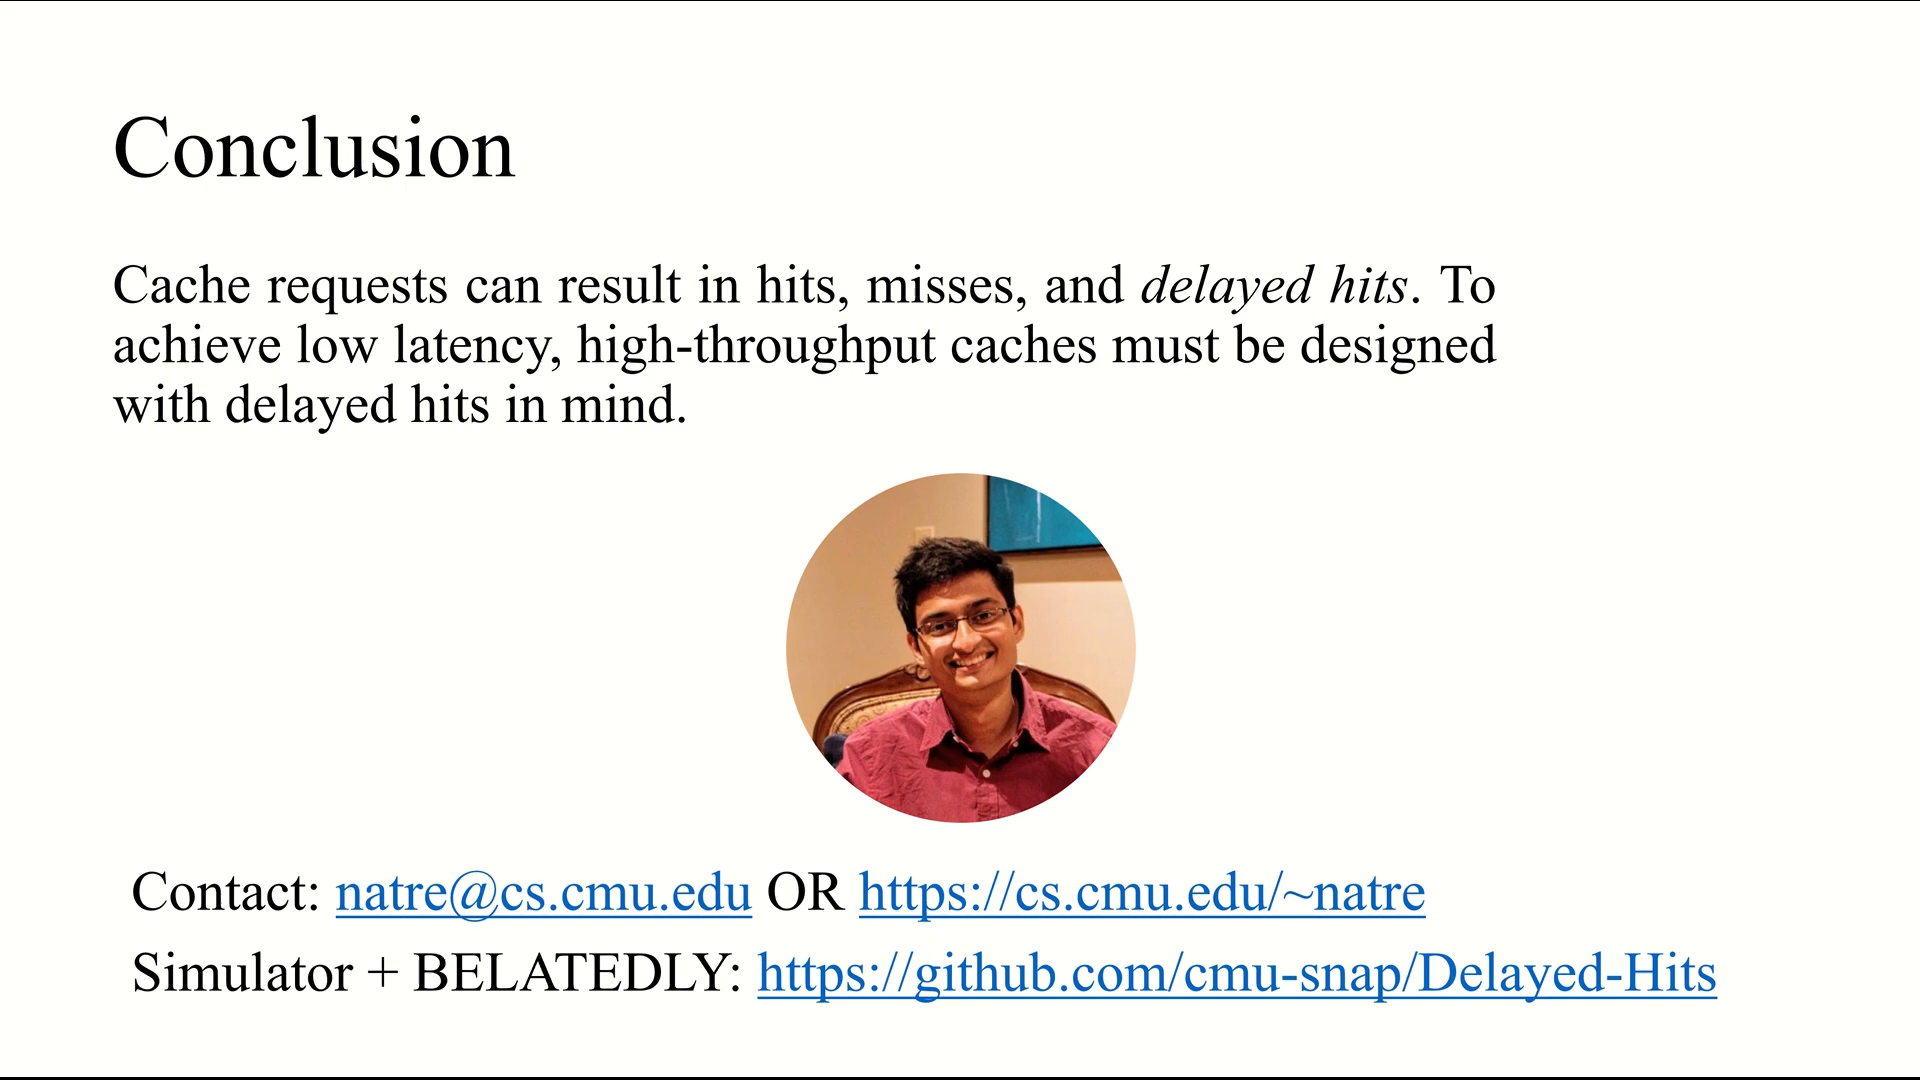 Conclusion
Cache requests can result in hits, misses, and delayed hits. To
achieve low latency, high-throughput caches must be designed
with delayed hits in mind.
Contact: natre@cs.cmu.edu OR https://cs.cmu.edu/~natre
Simulator + BELATEDLY: https://github.com/cmu-snap/Delayed-Hits